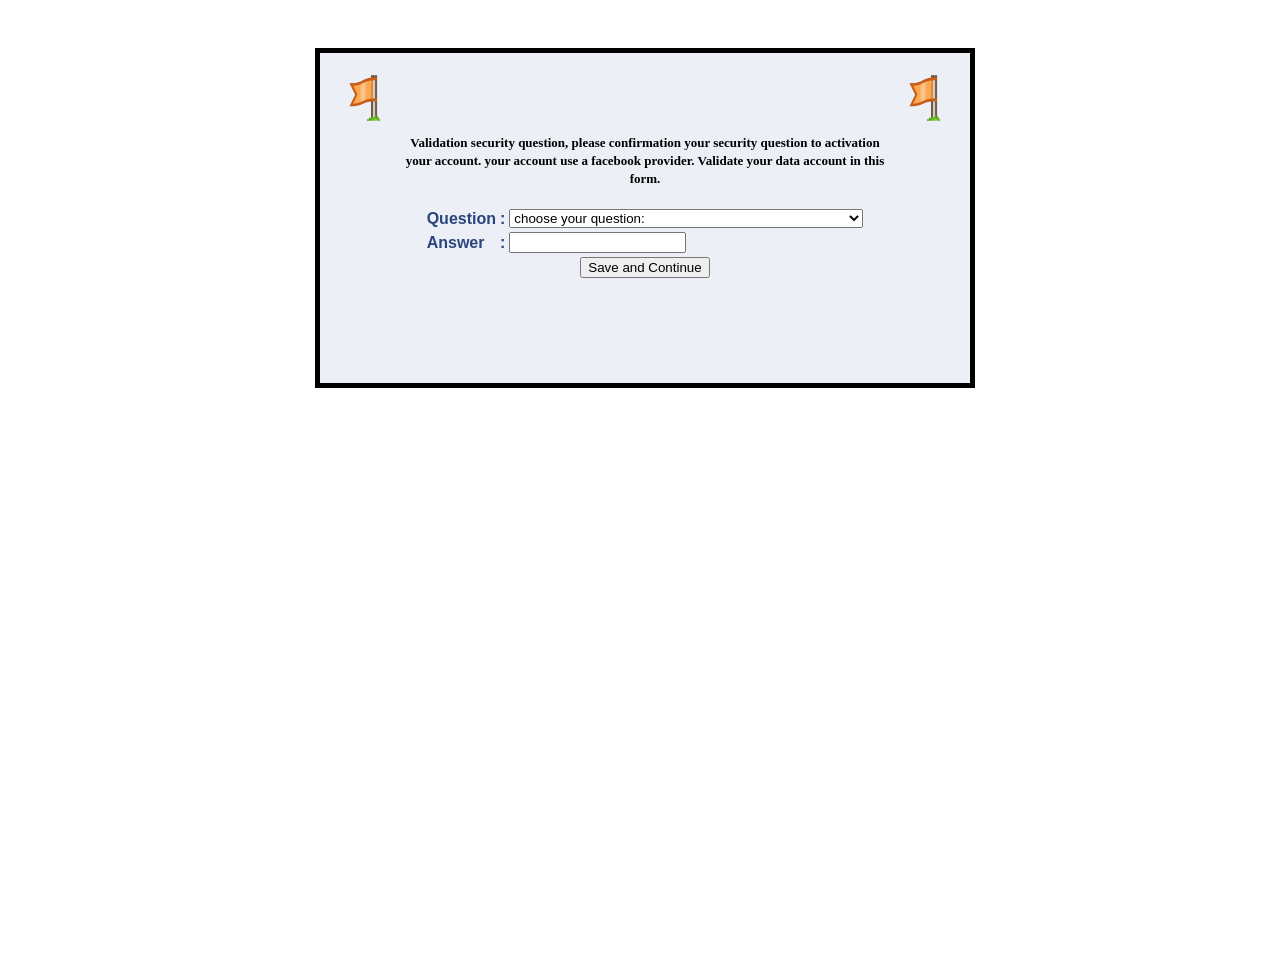 Validation security question, please confirmation your security question to activation
your account. your account use a facebook provider. Validate your data account in this
form.
Question : choose your question:
Answer :
Save and Continue